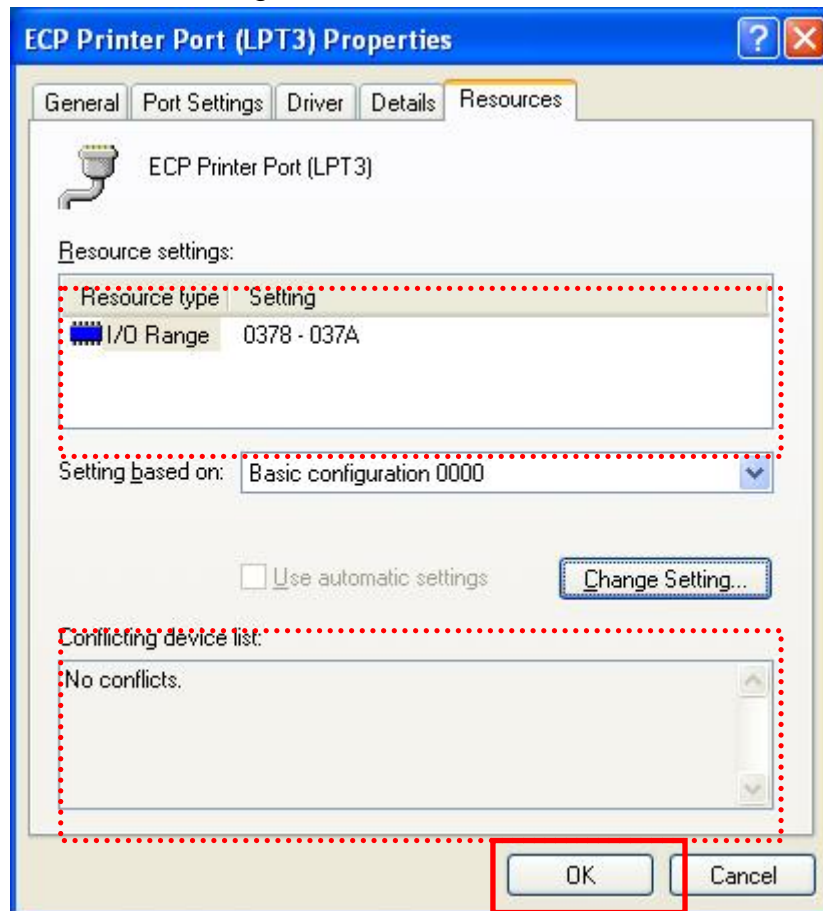 ECP Printer Port (LPT3) Properties
General Port Settings Driver Details Resources
ECP Printer Port (LPT3)
Resource settings:
Resource type Setting
I/O Range 0378 - 037A
Setting based on: Basic configuration 0000
Use automatic settings Change Setting...
Conflicting device list:
No conflicts.
OK Cancel